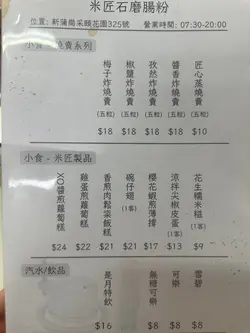 米匠石磨腸粉
位置: 新蒲崗采頤花園325號 營業時間: 07:30-20:00
小食 燒賣系列
匠心蒸燒賣 (五粒) $10
醬香炸燒賣 (五粒) $18
孜然炸燒賣 (五粒) $18
椒鹽炸燒賣 (五粒) $18
梅子炸燒賣 (五粒) $18
小食 - 米匠製品
花生糯米糍 (1客) $9
涼拌尖椒皮蛋 (1客) $13
櫻花蝦煎薄撐 $17
碗仔翅 (1客) $21
香煎肉鬆菜飯糕 $21
雞蛋煎蘿蔔糕 $22
XO醬煎蘿蔔糕 $24
汽水/飲品
雪碧 $8
可樂 $8
無糖可樂 $8
是月特飲 $16